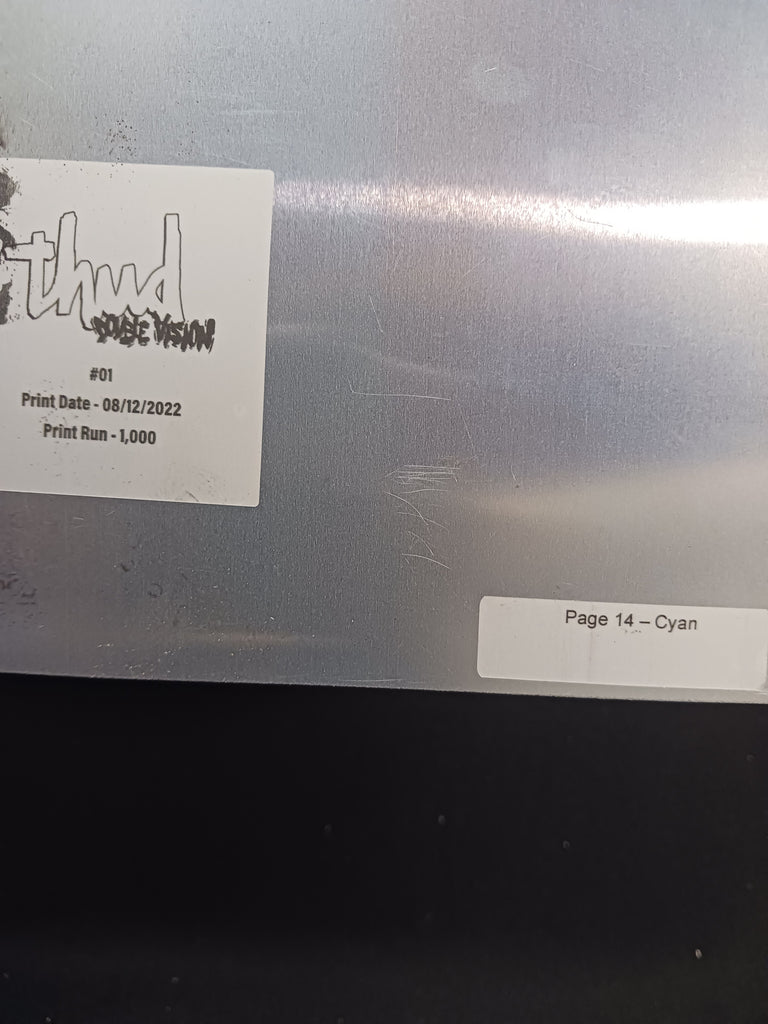 thud
DOUBLE VISION
#01
Print Date - 08/12/2022
Print Run - 1,000
Page 14 – Cyan